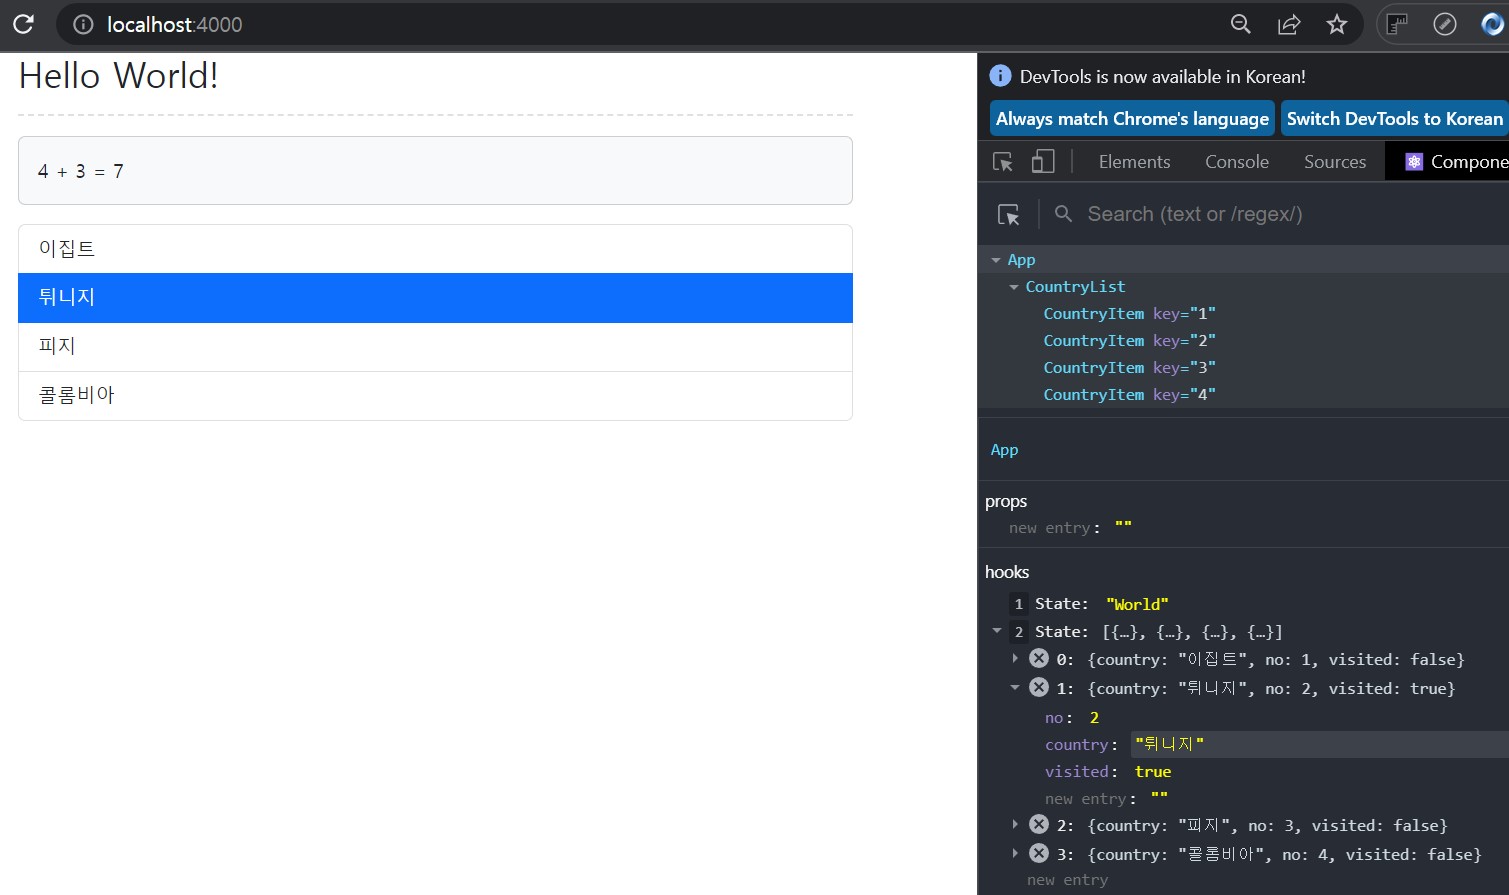 localhost:4000
Hello World!
4 + 3 = 7
이집트
튀니지
피지
콜롬비아
DevTools is now available in Korean!
Always match Chrome's language
Switch DevTools to Korean
Elements
Console
Sources
Compone
Search (text or /regex/)
App
CountryList
CountryItem key="1"
CountryItem key="2"
CountryItem key="3"
CountryItem key="4"
App
props
new entry: ""
hooks
1 State: "World"
2 State: [{…}, {…}, {…}, {…}]
0: {country: "이집트", no: 1, visited: false}
1: {country: "튀니지", no: 2, visited: true}
no: 2
country: "튀니지"
visited: true
new entry: ""
2: {country: "피지", no: 3, visited: false}
3: {country: "콜롬비아", no: 4, visited: false}
new entry